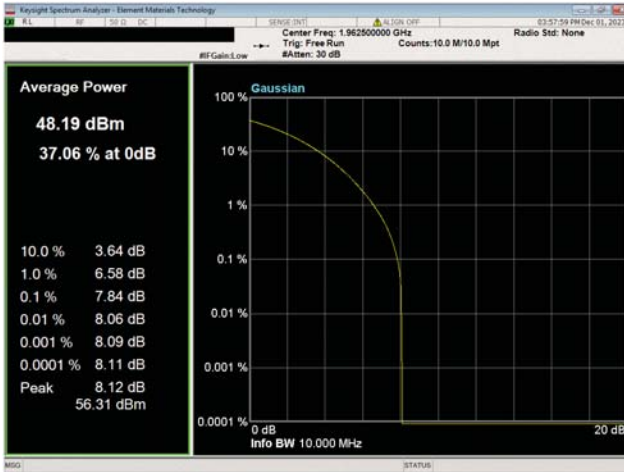 Keysight Spectrum Analyzer - Element Materials Technology
RL RF 50 Ω DC SENSE:INT ALIGN OFF 03:57:59 PM Dec 01, 2023
Center Freq: 1.962500000 GHz Radio Std: None
Trig: Free Run Counts:10.0 M/10.0 Mpt
#IFGain:Low #Atten: 30 dB
Average Power
48.19 dBm
37.06 % at 0dB
10.0 % 3.64 dB
1.0 % 6.58 dB
0.1 % 7.84 dB
0.01 % 8.06 dB
0.001 % 8.09 dB
0.0001 % 8.11 dB
Peak 8.12 dB
56.31 dBm
Gaussian
100 %
10 %
1 %
0.1 %
0.01 %
0.001 %
0.0001 %
0 dB 20 dB
Info BW 10.000 MHz
MSG STATUS